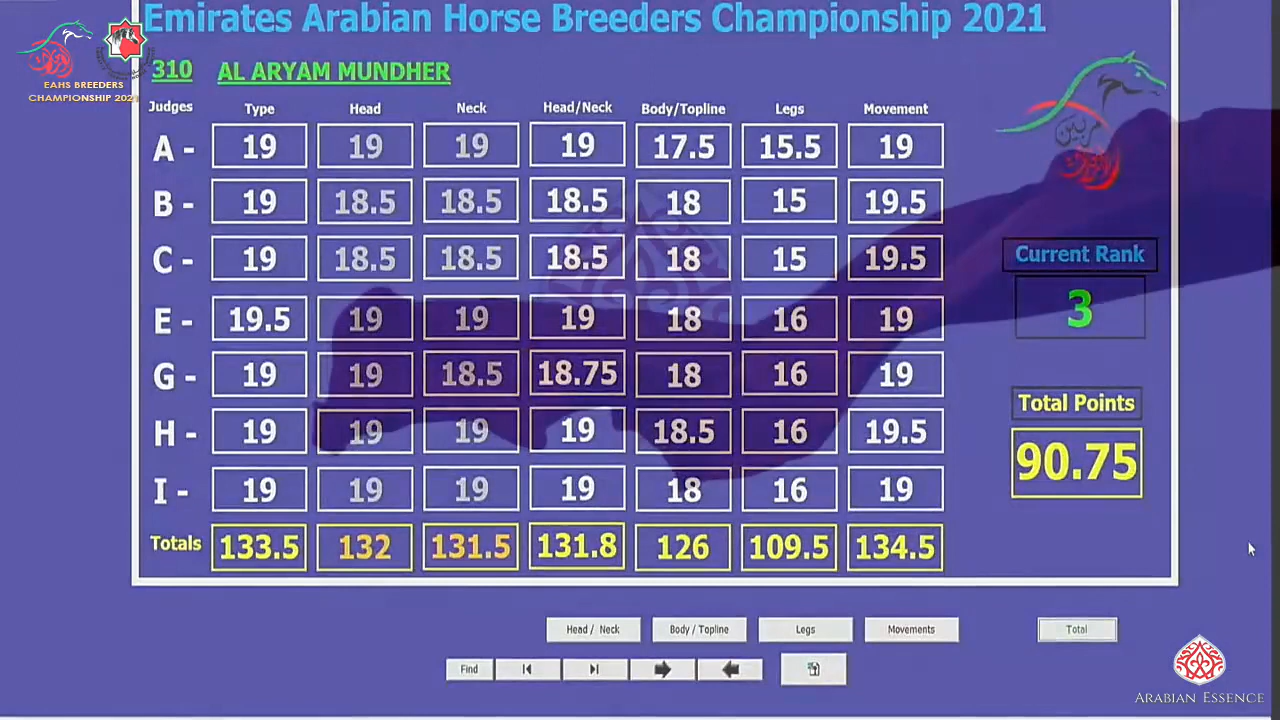 Emirates Arabian Horse Breeders Championship 2021
EAHS BREEDERS
CHAMPIONSHIP 2021
310 AL ARYAM MUNDHER
Judges Type Head Neck Head/Neck Body/Topline Legs Movement
A - 19 19 19 19 17.5 15.5 19
B - 19 18.5 18.5 18.5 18 15 19.5
C - 19 18.5 18.5 18.5 18 15 19.5
E - 19.5 19 19 19 18 16 19
G - 19 19 18.5 18.75 18 16 19
H - 19 19 19 19 18.5 16 19.5
I - 19 19 19 19 18 16 19
Totals 133.5 132 131.5 131.8 126 109.5 134.5
Current Rank
3
Total Points
90.75
Head / Neck Body / Topline Legs Movements Total
Find
ARABIAN ESSENCE